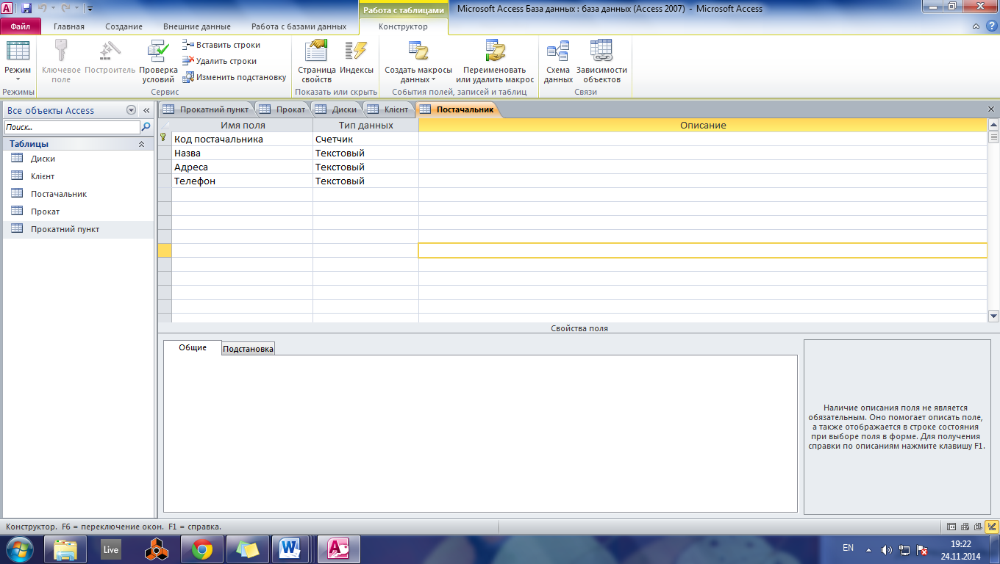 Работа с таблицами
Microsoft Access База данных : база данных (Access 2007) - Microsoft Access
Файл
Главная
Создание
Внешние данные
Работа с базами данных
Конструктор
Режим
Ключевое поле
Построитель
Проверка условий
Вставить строки
Удалить строки
Изменить подстановку
Страница свойств
Индексы
Создать макросы данных
Переименовать или удалить макрос
Схема данных
Зависимости объектов
Режимы
Сервис
Показать или скрыть
События полей, записей и таблиц
Связи
Все объекты Access
Поиск...
Таблицы
Диски
Клієнт
Постачальник
Прокат
Прокатний пункт
Прокатний пункт
Прокат
Диски
Клієнт
Постачальник
Имя поля
Тип данных
Описание
Код постачальника
Счетчик
Назва
Текстовый
Адреса
Текстовый
Телефон
Текстовый
Свойства поля
Общие
Подстановка
Наличие описания поля не является
обязательным. Оно помогает описать поле,
а также отображается в строке состояния
при выборе поля в форме. Для получения
справки по описаниям нажмите клавишу F1.
Конструктор. F6 = переключение окон. F1 = справка.
Live
EN
19:22
24.11.2014